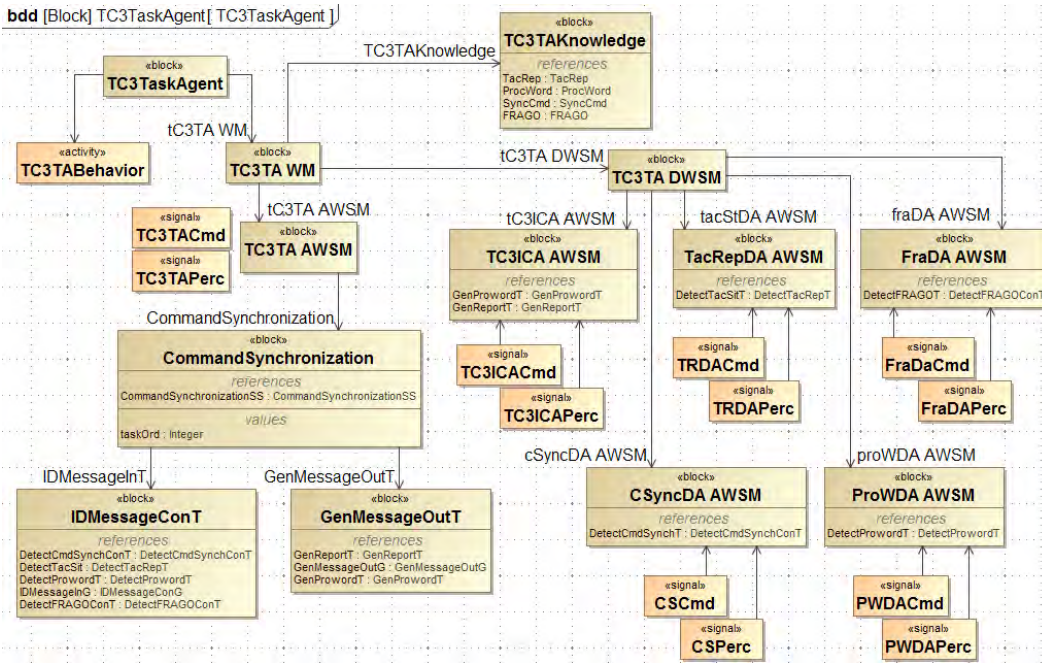 bdd [Block] TC3TaskAgent[ TC3TaskAgent ]
«block»
TC3TaskAgent
TC3TAKnowledge
«block»
TC3TAKnowledge
references
TacRep : TacRep
ProcWord : ProcWord
SyncCmd : SyncCmd
FRAGO : FRAGO
tC3TA WM
«activity»
TC3TABehavior
«block»
TC3TA WM
tC3TA DWSM
«block»
TC3TA DWSM
«signal»
TC3TACmd
«signal»
TC3TAPerc
tC3TA AWSM
«block»
TC3TA AWSM
tC3ICA AWSM
«block»
TC3ICA AWSM
references
GenProwordT : GenProwordT
GenReportT : GenReportT
«signal»
TC3ICACmd
«signal»
TC3ICAPerc
tacStDA AWSM
«block»
TacRepDA AWSM
references
DetectTacSitT : DetectTacRepT
«signal»
TRDACmd
«signal»
TRDAPerc
fraDA AWSM
«block»
FraDA AWSM
references
DetectFRAGOT : DetectFRAGOConT
«signal»
FraDaCmd
«signal»
FraDAPerc
CommandSynchronization
«block»
CommandSynchronization
references
CommandSynchronizationSS : CommandSynchronizationSS
values
taskOrd : Integer
IDMessageInT
«block»
IDMessageConT
references
DetectCmdSynchConT : DetectCmdSynchConT
DetectTacSit : DetectTacRepT
DetectProwordT : DetectProwordT
IDMessageInG : IDMessageConG
DetectFRAGOConT : DetectFRAGOConT
GenMessageOutT
«block»
GenMessageOutT
references
GenReportT : GenReportT
GenMessageOutG : GenMessageOutG
GenProwordT : GenProwordT
cSyncDA AWSM
«block»
CSyncDA AWSM
references
DetectCmdSynchT : DetectCmdSynchConT
«signal»
CSCmd
«signal»
CSPerc
proWDA AWSM
«block»
ProWDA AWSM
references
DetectProwordT : DetectProwordT
«signal»
PWDACmd
«signal»
PWDAPerc